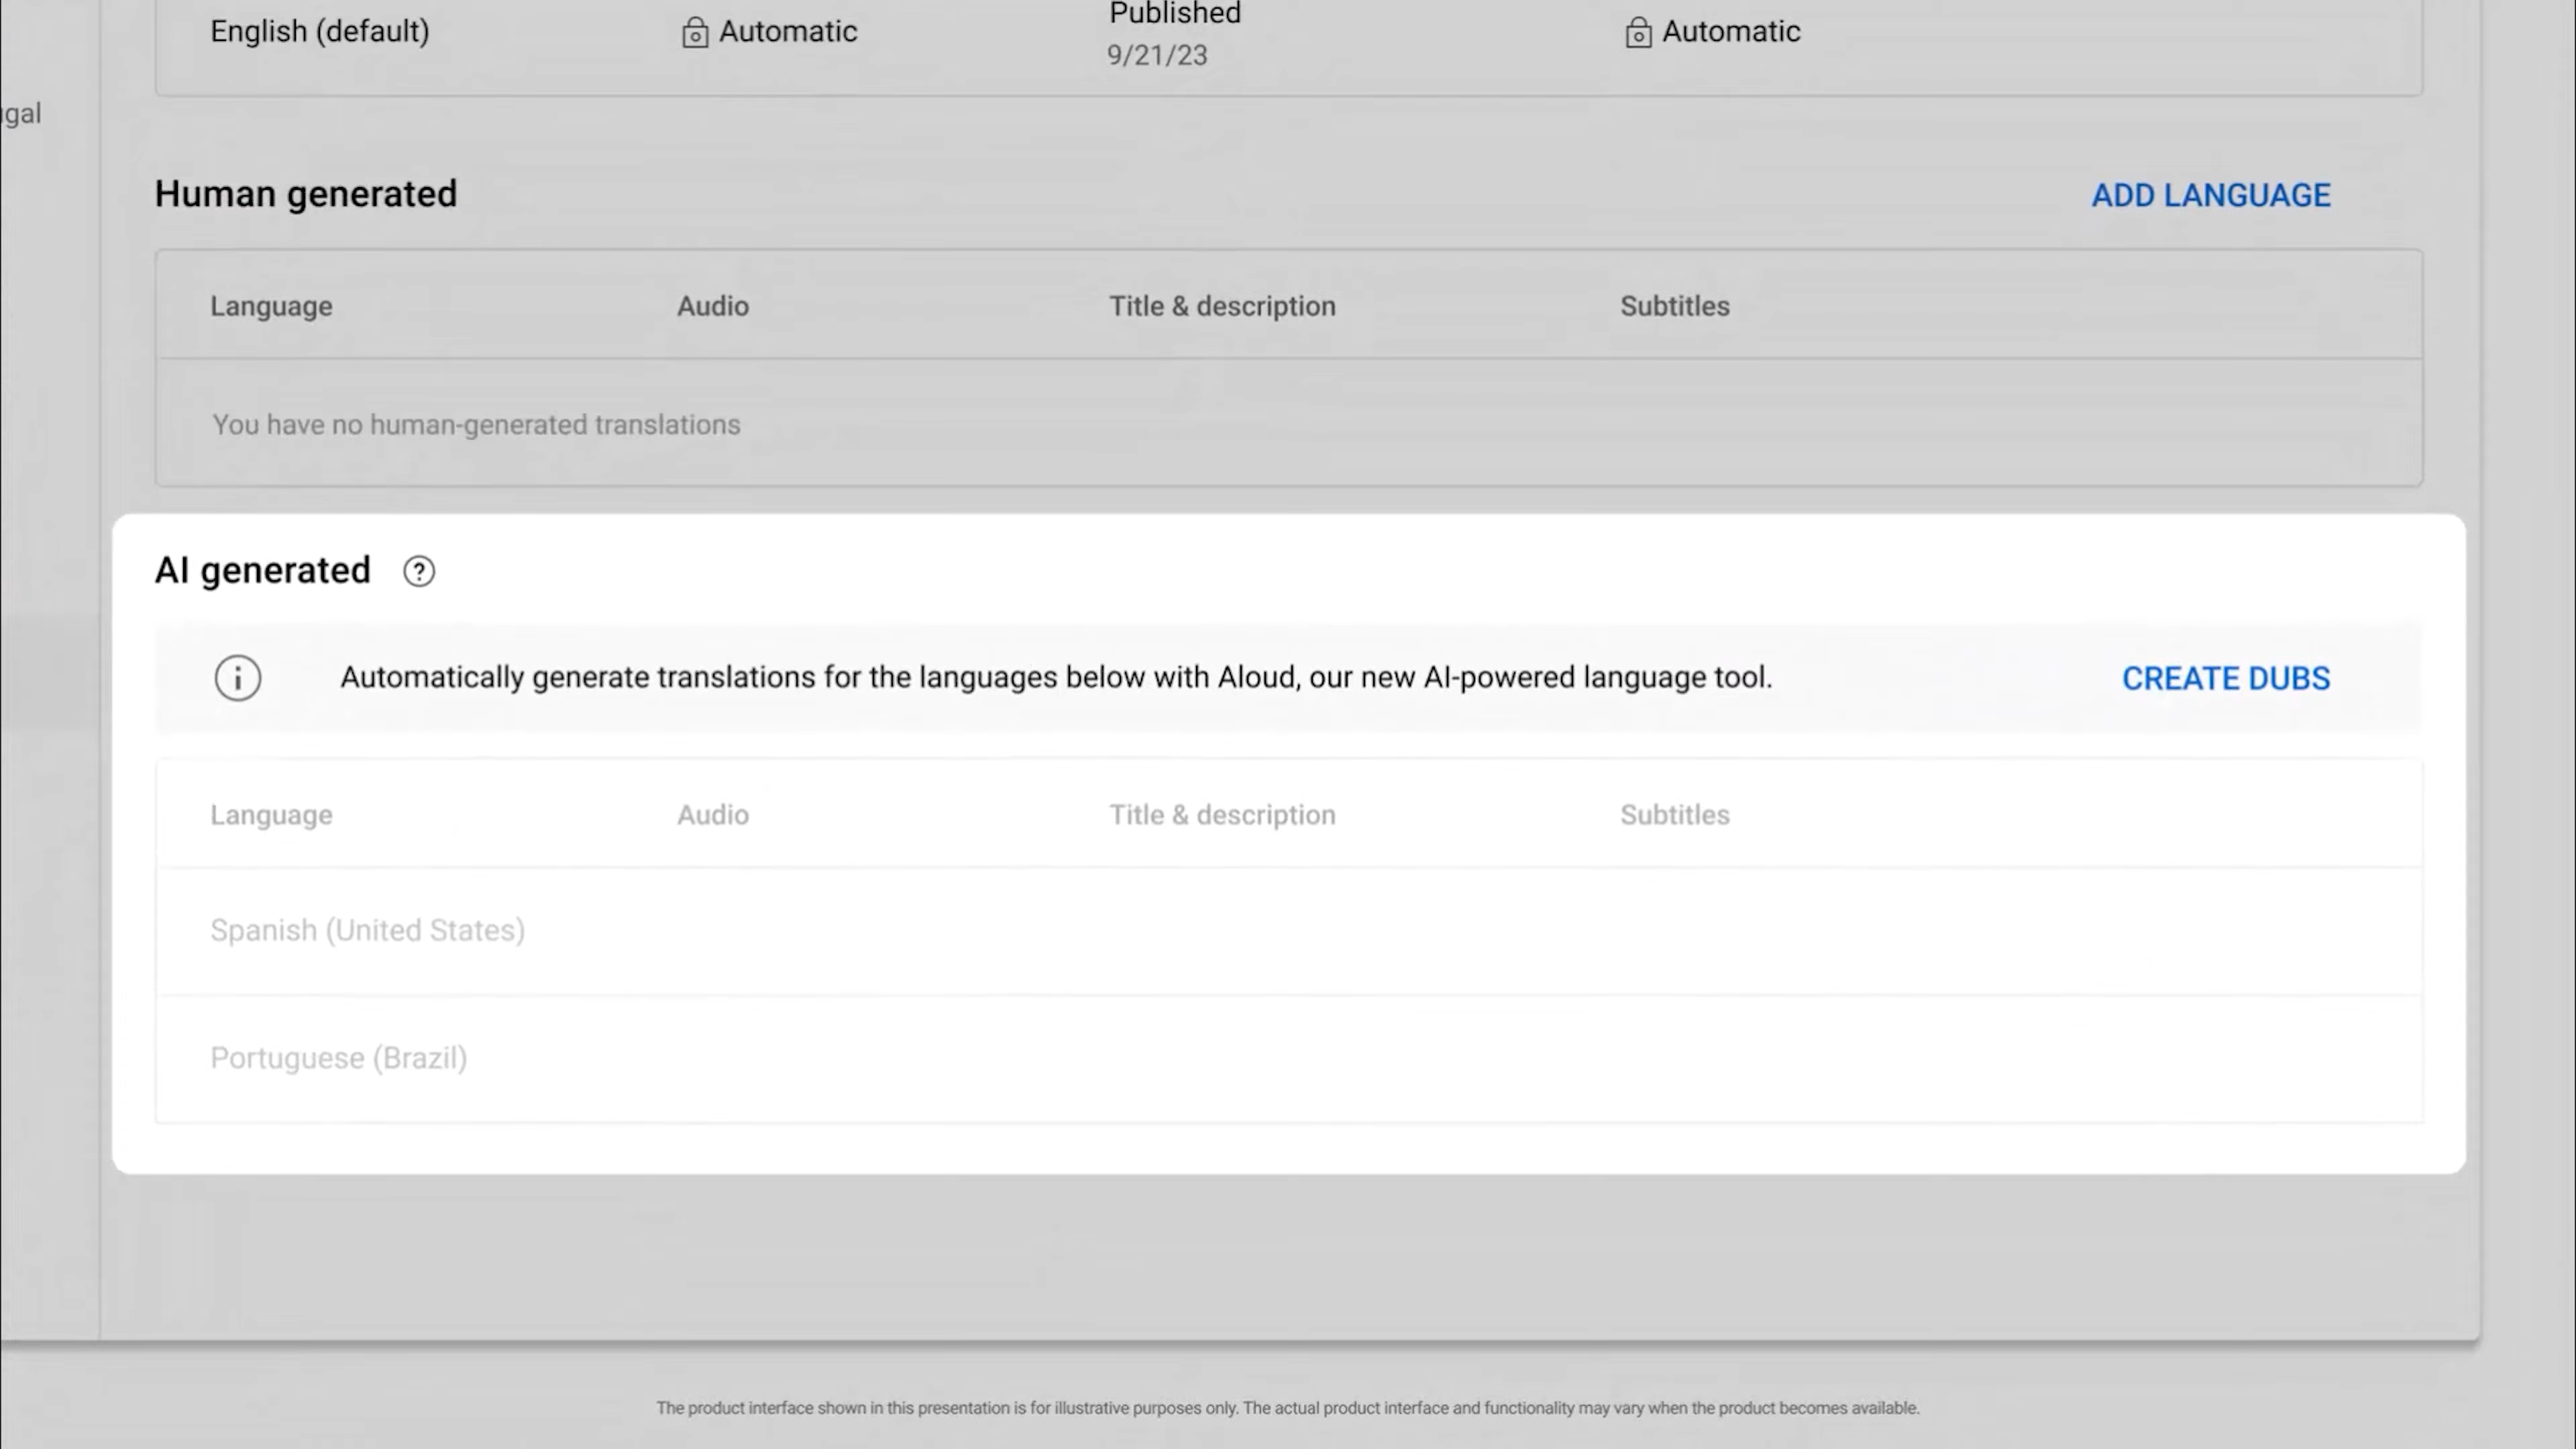 English (default) Automatic Published Automatic
9/21/23
Human generated ADD LANGUAGE
Language Audio Title & description Subtitles
You have no human-generated translations
AI generated ?
Automatically generate translations for the languages below with Aloud, our new AI-powered language tool. CREATE DUBS
Language Audio Title & description Subtitles
Spanish (United States)
Portuguese (Brazil)
The product interface shown in this presentation is for illustrative purposes only. The actual product interface and functionality may vary when the product becomes available.